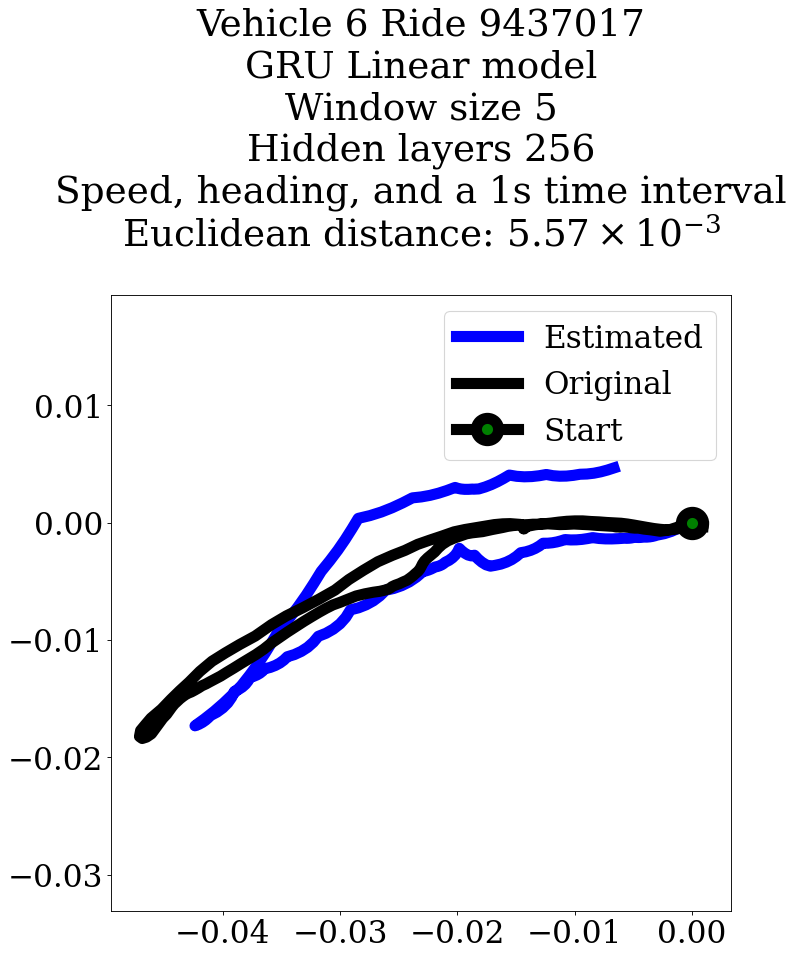 Vehicle 6 Ride 9437017
GRU Linear model
Window size 5
Hidden layers 256
Speed, heading, and a 1s time interval
Euclidean distance: 5.57 × 10⁻³
Estimated
Original
Start
0.01
0.00
−0.01
−0.02
−0.03
−0.04 −0.03 −0.02 −0.01 0.00